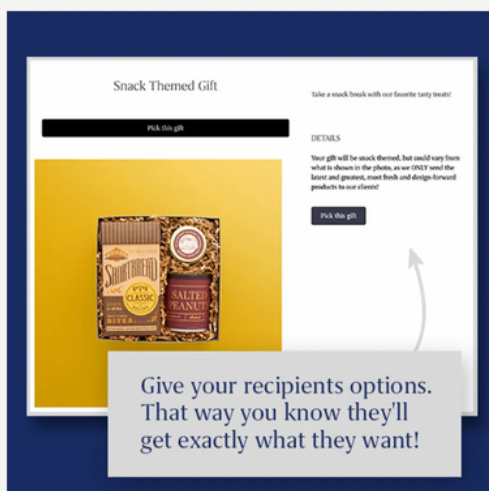 Snack Themed Gift
Pick this gift
Take a snack break with our favorite tasty treats!
DETAILS
Your gift will be snack themed, but could vary from
what is shown in the photo, as we ONLY send the
latest and greatest, most fresh and design-forward
products to our clients!
Pick this gift
SHORTBREAD
CLASSIC
BITES
SALTED
PEANUTS
Give your recipients options.
That way you know they'll
get exactly what they want!